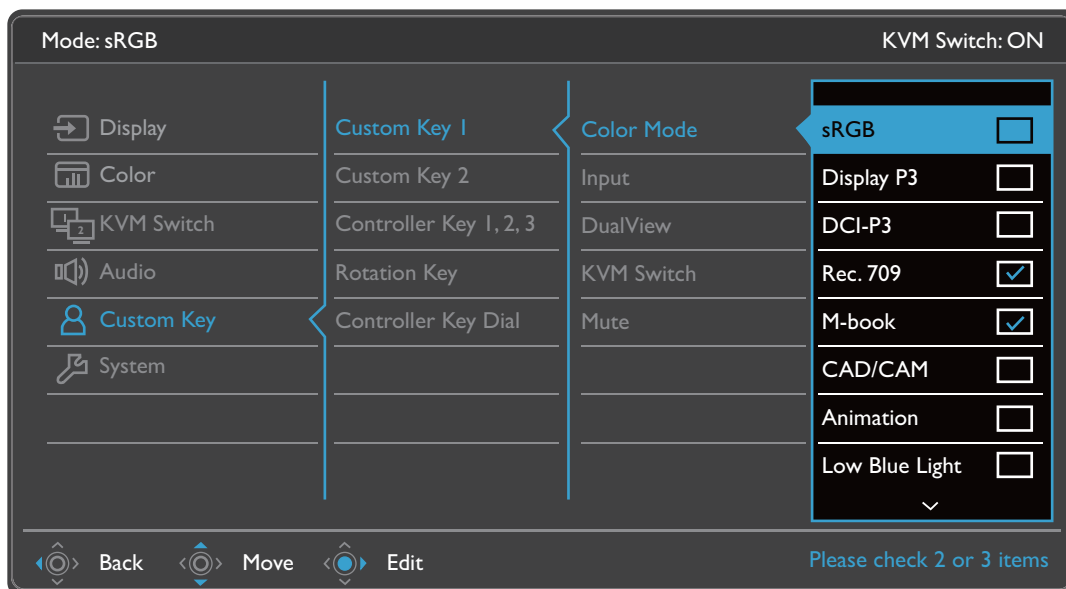 Mode: sRGB
KVM Switch: ON
Display
Color
1
2
KVM Switch
Audio
Custom Key
System
Custom Key 1
Custom Key 2
Controller Key 1, 2, 3
Rotation Key
Controller Key Dial
Color Mode
Input
DualView
KVM Switch
Mute
sRGB
Display P3
DCI-P3
Rec. 709
M-book
CAD/CAM
Animation
Low Blue Light
Back
Move
Edit
Please check 2 or 3 items